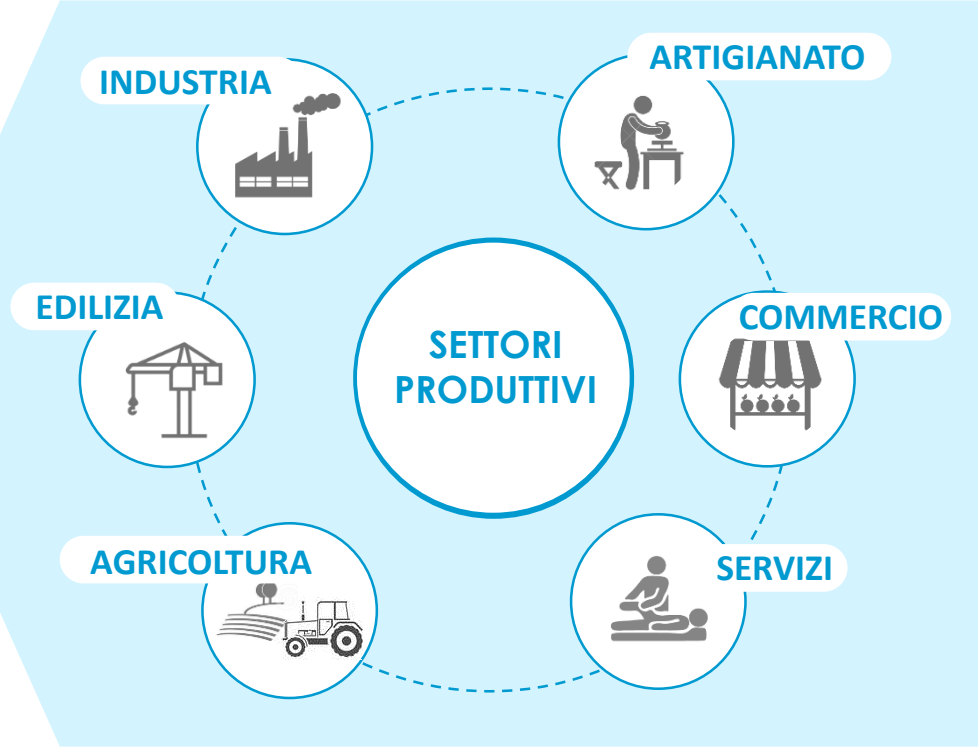 INDUSTRIA
ARTIGIANATO
EDILIZIA
COMMERCIO
SETTORI
PRODUTTIVI
AGRICOLTURA
SERVIZI